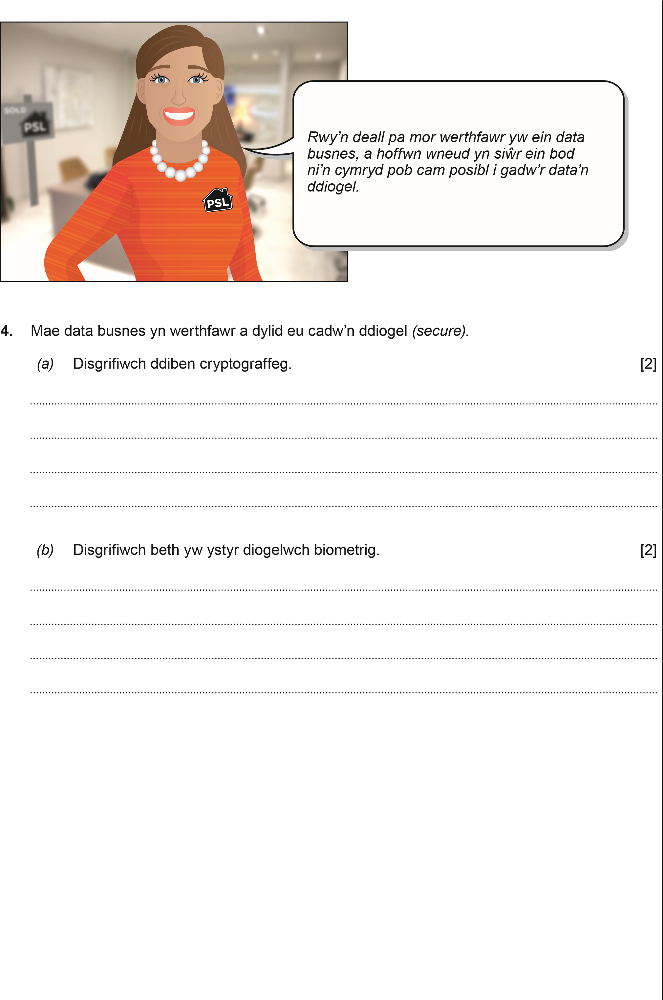 SOLD
PSL
PSL
Rwy’n deall pa mor werthfawr yw ein data
busnes, a hoffwn wneud yn siŵr ein bod
ni’n cymryd pob cam posibl i gadw’r data’n
ddiogel.
4. Mae data busnes yn werthfawr a dylid eu cadw’n ddiogel (secure).
(a) Disgrifiwch ddiben cryptograffeg. [2]
(b) Disgrifiwch beth yw ystyr diogelwch biometrig. [2]